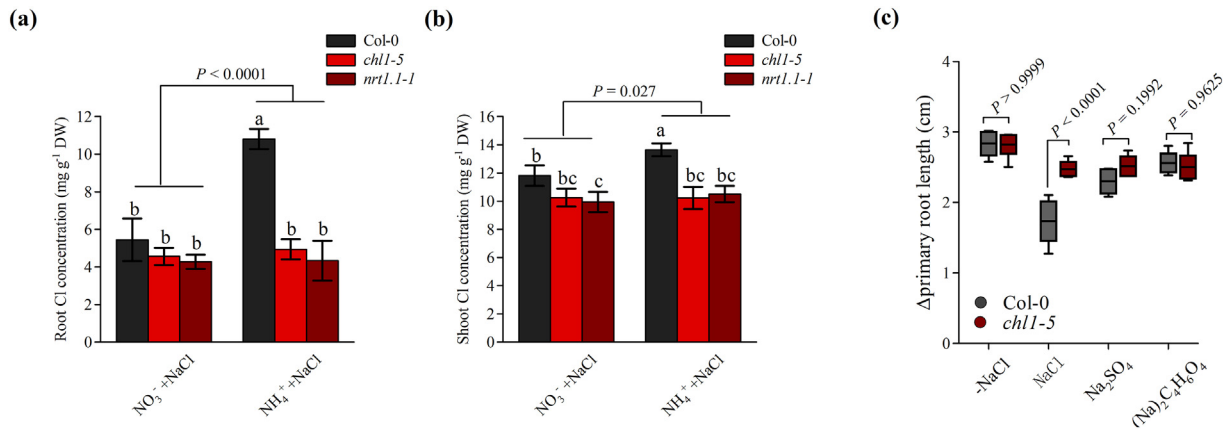 (a)
Col-0
chl1-5
nrt1.1-1
P < 0.0001
Root Cl concentration (mg g⁻¹ DW)
12
10
8
6
4
2
0
b
b
b
a
b
b
NO₃⁻+NaCl
NH₄⁺+NaCl
(b)
Col-0
chl1-5
nrt1.1-1
P = 0.027
Shoot Cl concentration (mg g⁻¹ DW)
16
14
12
10
8
6
4
2
0
b
bc
c
a
bc
bc
NO₃⁻+NaCl
NH₄⁺+NaCl
(c)
Δprimary root length (cm)
4
3
2
1
0
P > 0.9999
P < 0.0001
P = 0.1992
P = 0.9625
Col-0
chl1-5
-NaCl
NaCl
Na₂SO₄
(Na)₂C₄H₆O₄